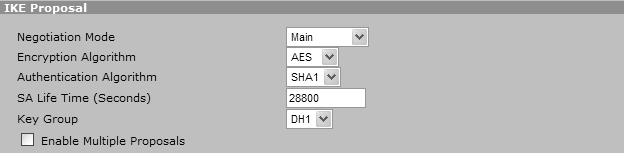 IKE Proposal
Negotiation Mode Main
Encryption Algorithm AES
Authentication Algorithm SHA1
SA Life Time (Seconds) 28800
Key Group DH1
Enable Multiple Proposals